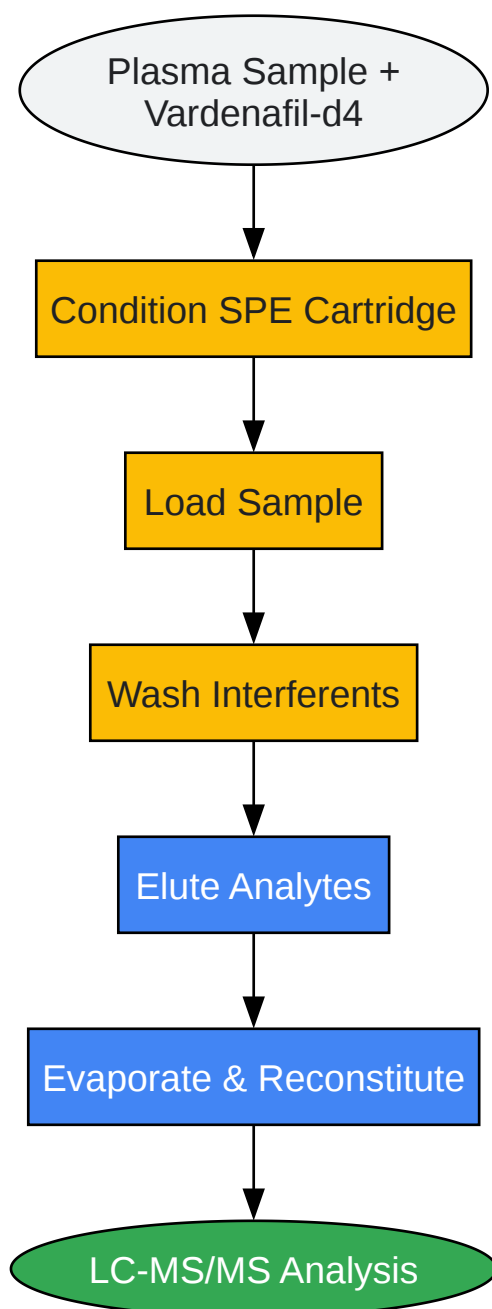 Plasma Sample +
Vardenafil-d4
Condition SPE Cartridge
Load Sample
Wash Interferents
Elute Analytes
Evaporate & Reconstitute
LC-MS/MS Analysis